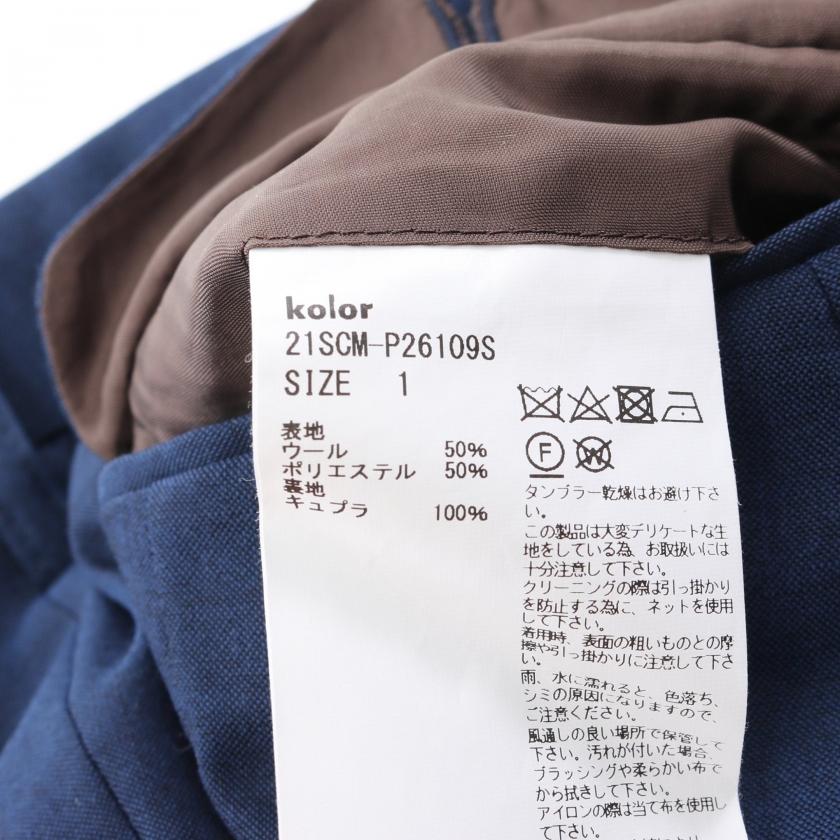 kolor
21SCM-P26109S
SIZE 1
表地
ウール 50%
ポリエステル 50%
裏地
キュプラ 100%
F
W
タンブラー乾燥はお避け下さ
い。
この製品は大変デリケートな生
地をしている為、お取扱いには
十分注意して下さい。
クリーニングの際は引っ掛かり
を防止する為に、ネットを使用
して下さい。
着用時、表面の粗いものとの摩
擦や引っ掛かりに注意して下さ
い。
雨、水に濡れると、色落ち、
シミの原因になりますので、
ご注意ください。
風通しの良い場所で保管して
下さい。汚れが付いた場合、
ブラッシングや柔らかい布で
から拭きして下さい。
アイロンの際は当て布を使用し
て下さい。